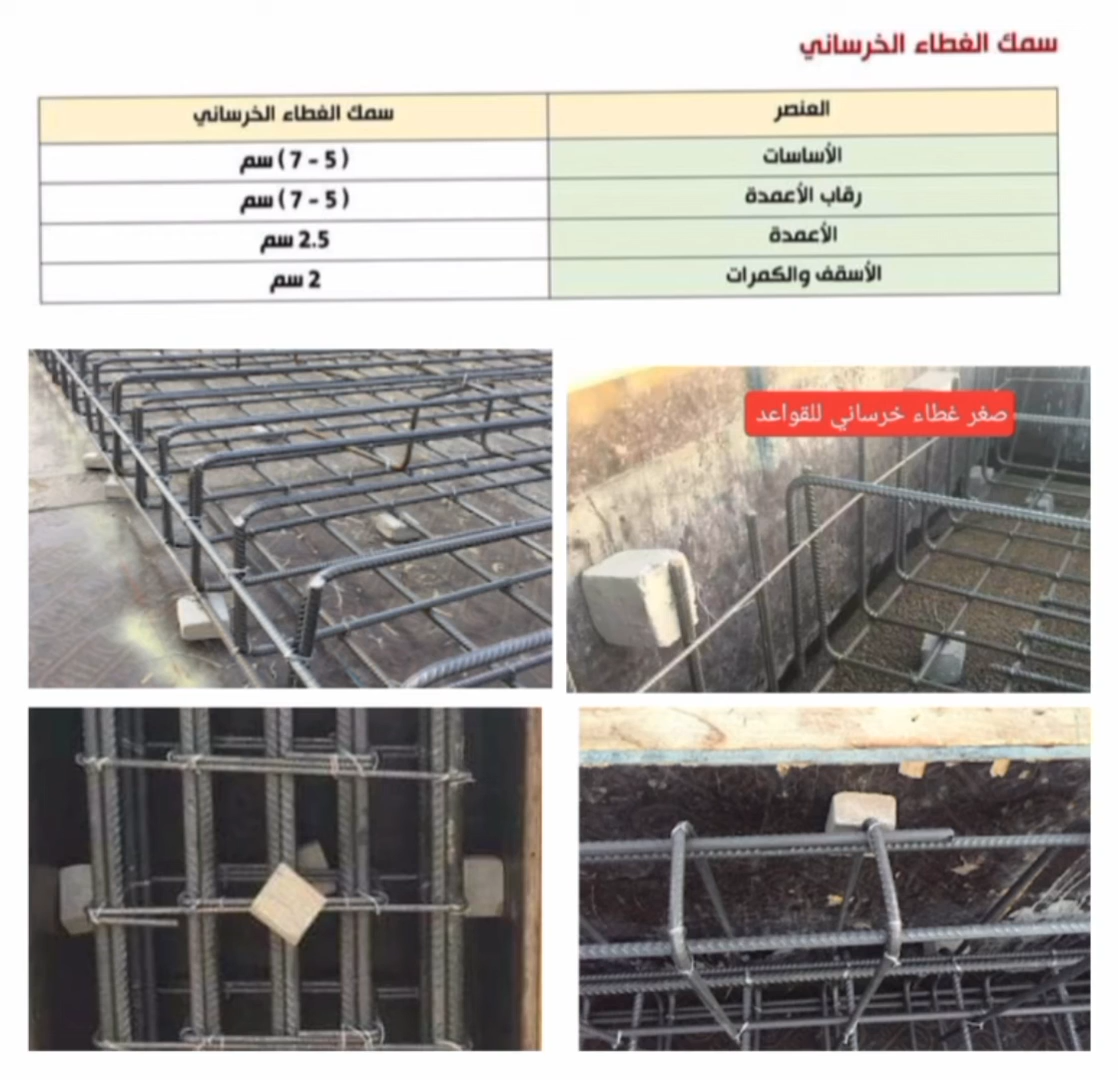 سمك الغطاء الخرساني
العنصر سمك الغطاء الخرساني
الأساسات (5 - 7) سم
رقاب الأعمدة (5 - 7) سم
الأعمدة 2.5 سم
الأسقف والكمرات 2 سم
صغر غطاء خرساني للقواعد